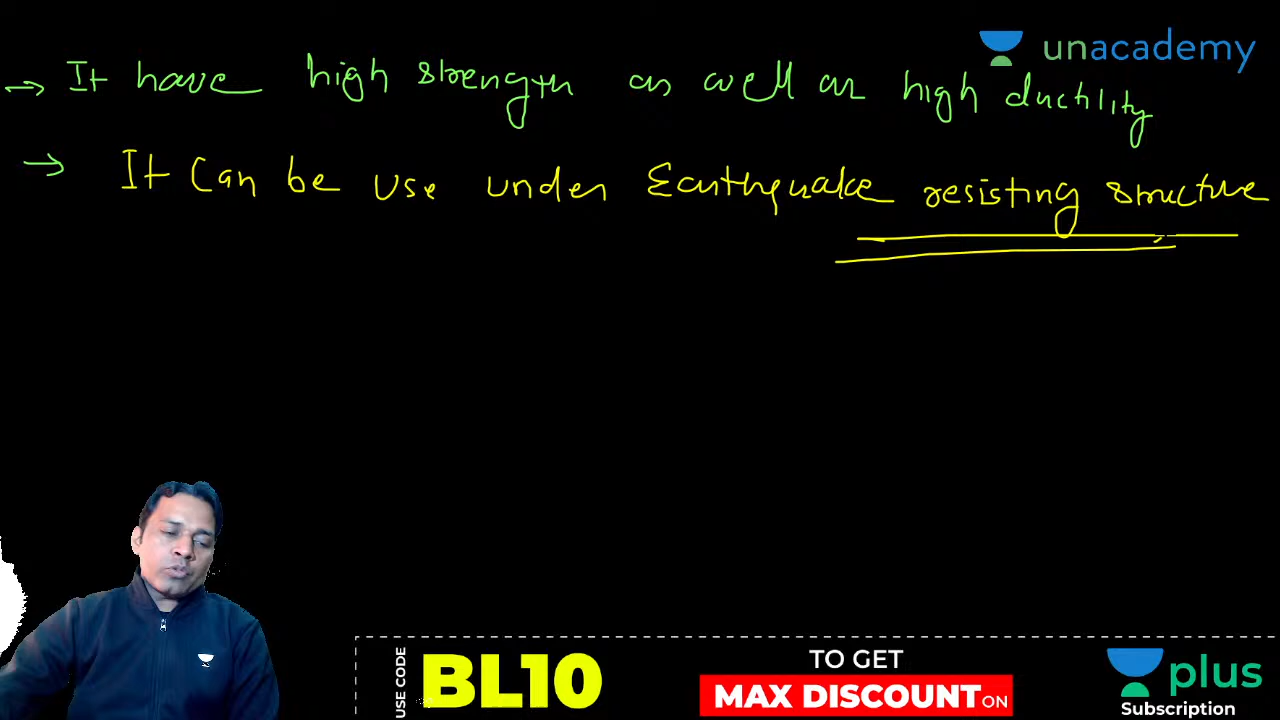 unacademy
→ It have high strength as well as high ductility
→ It Can be use under Earthquake resisting structure
USE CODE BL10
TO GET
MAX DISCOUNT ON
plus
Subscription